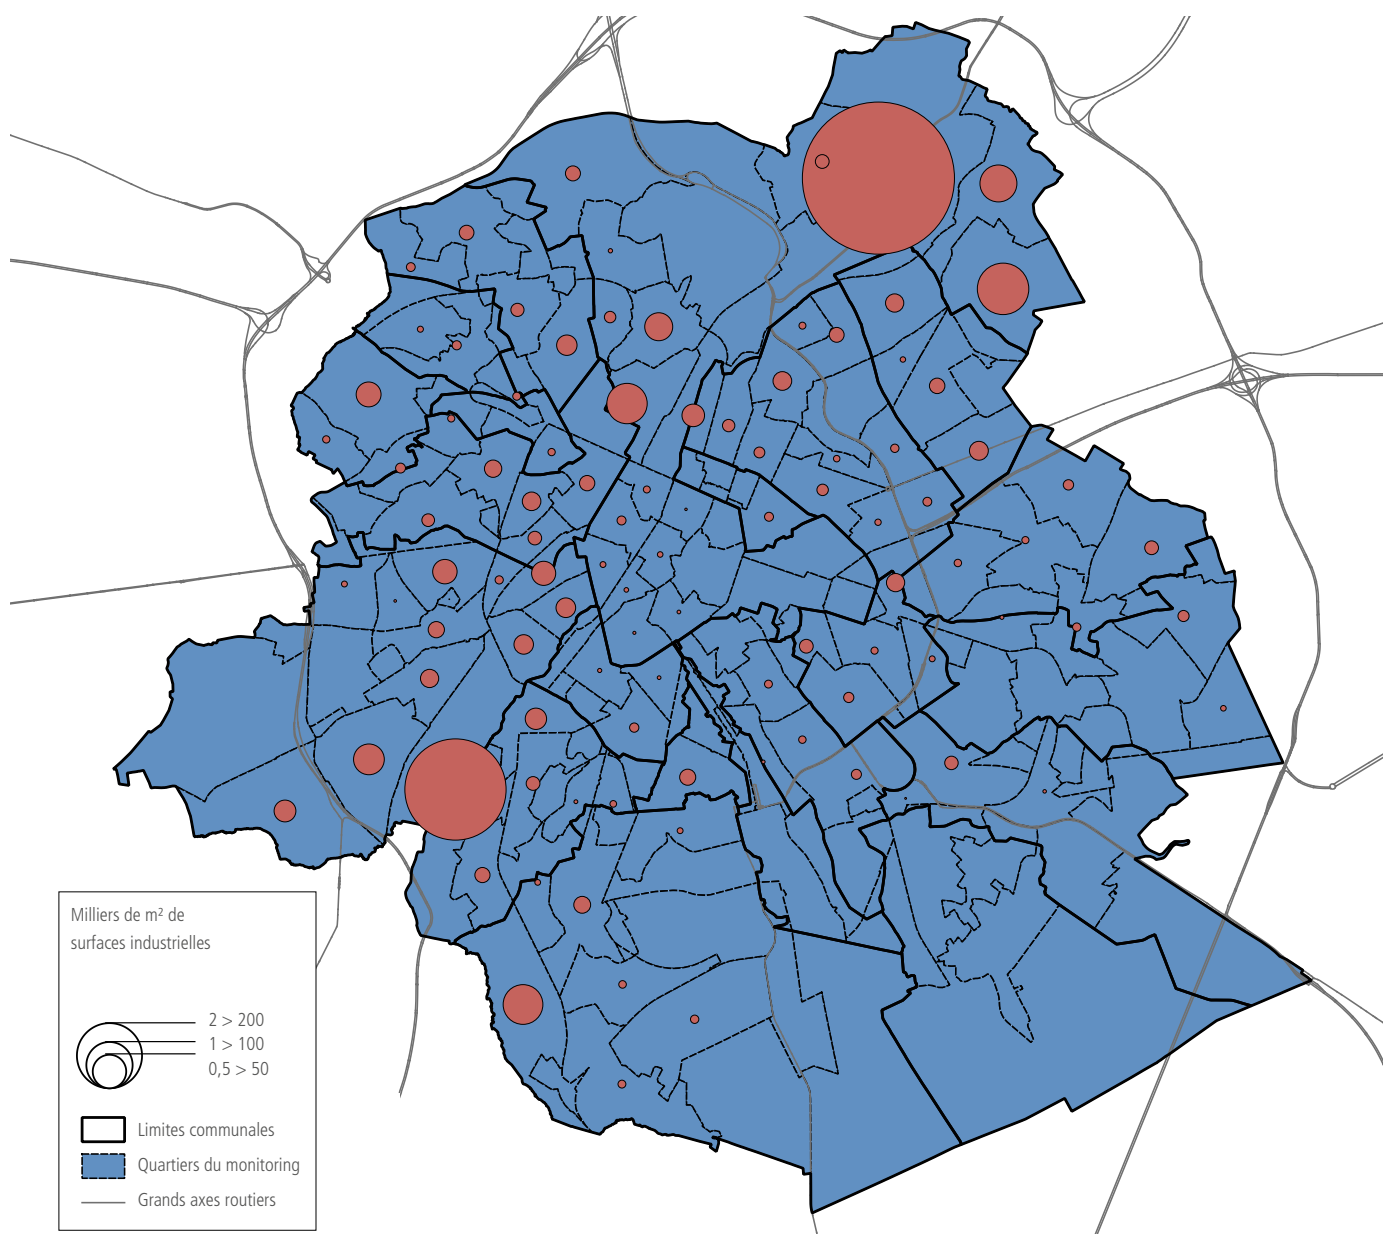 Milliers de m² de
surfaces industrielles
2 > 200
1 > 100
0,5 > 50
Limites communales
Quartiers du monitoring
Grands axes routiers